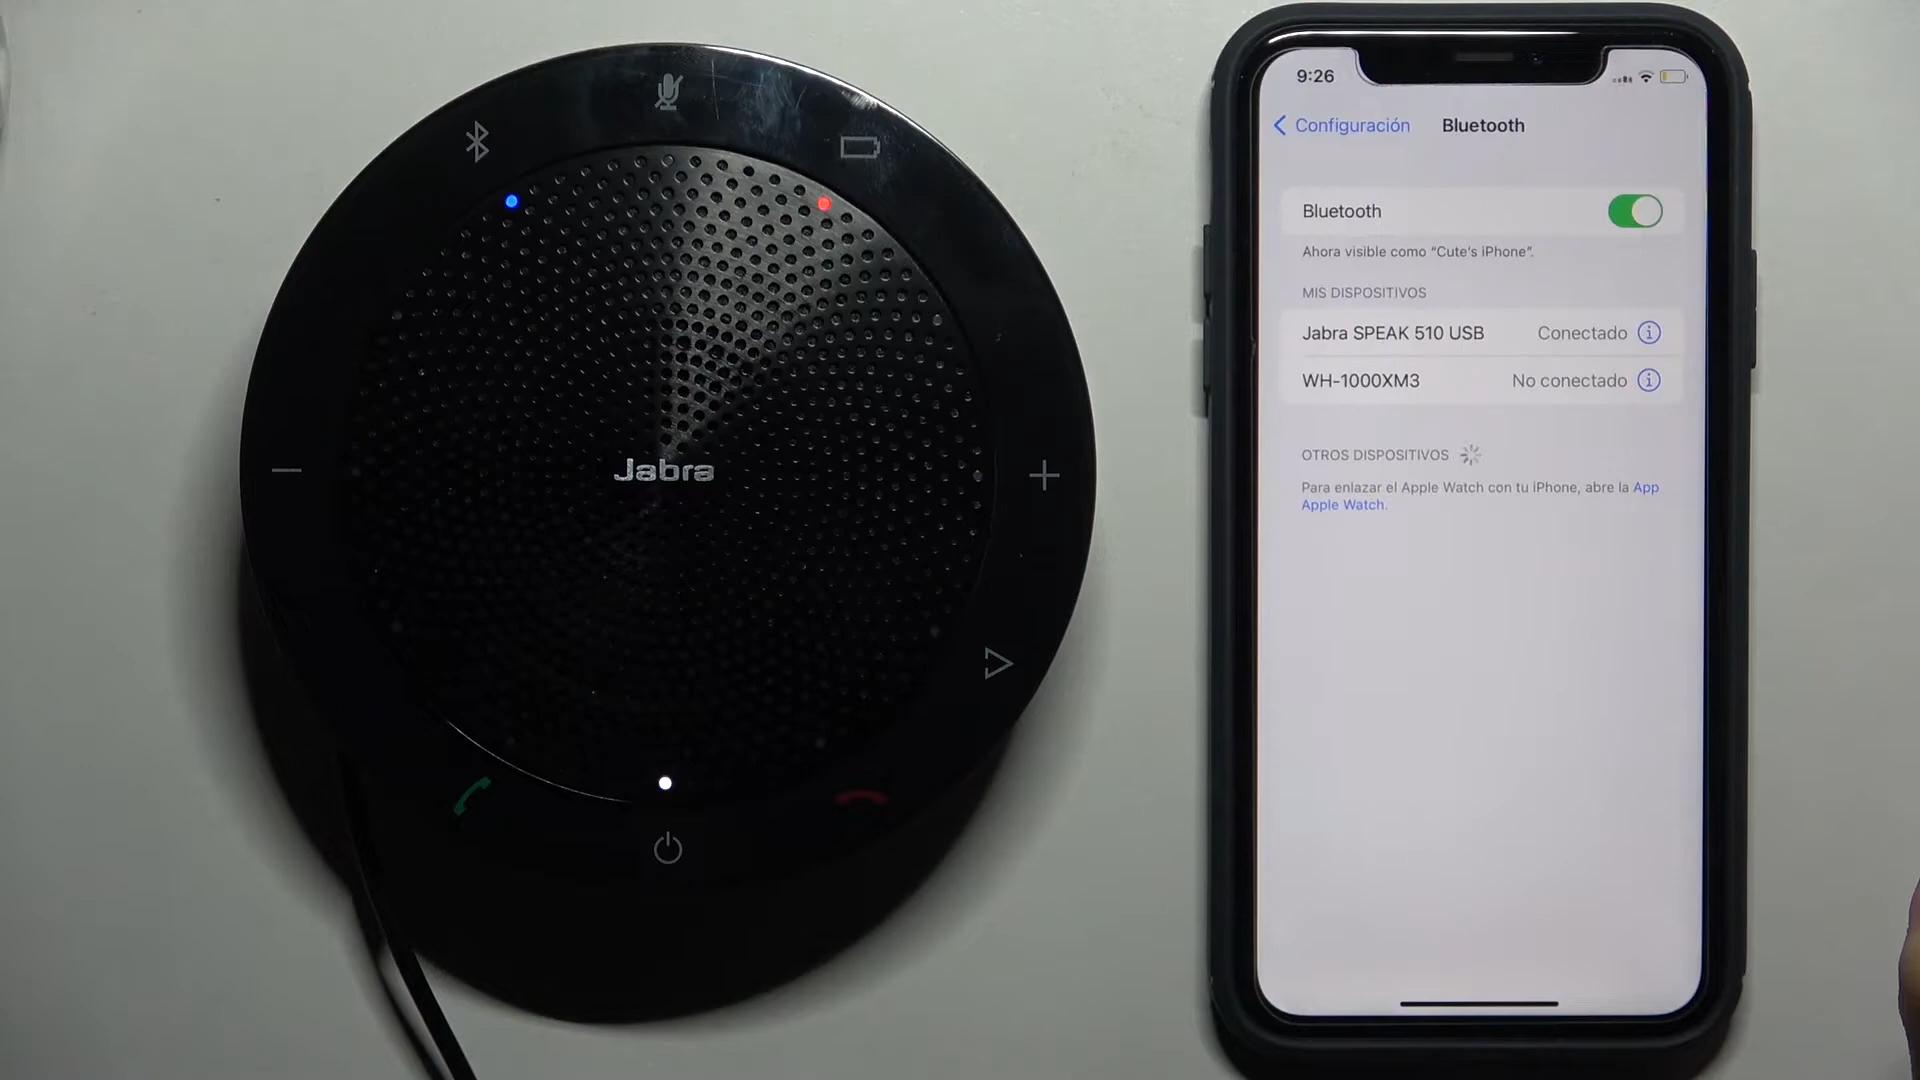 Jabra
9:26
Configuración
Bluetooth
Bluetooth
Ahora visible como “Cute's iPhone”.
MIS DISPOSITIVOS
Jabra SPEAK 510 USB Conectado
WH-1000XM3 No conectado
OTROS DISPOSITIVOS
Para enlazar el Apple Watch con tu iPhone, abre la App
Apple Watch.